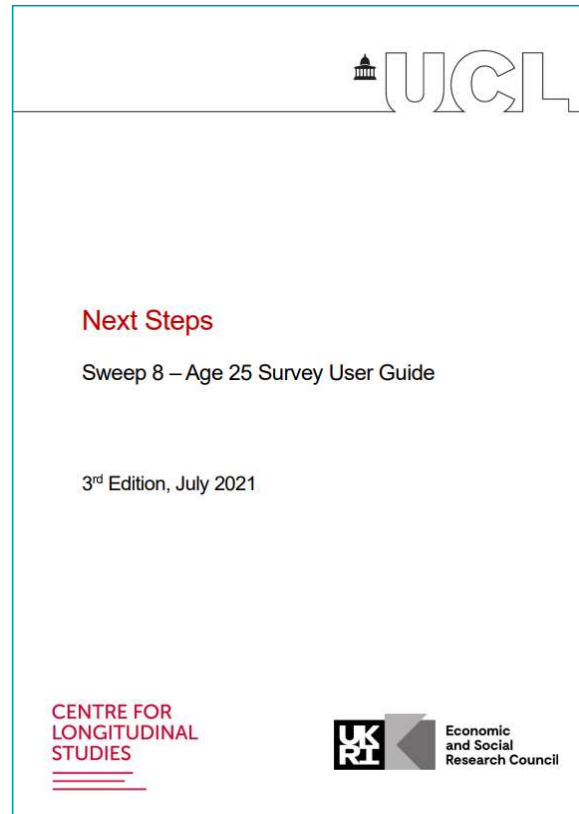 UCL
Next Steps
Sweep 8 – Age 25 Survey User Guide
3rd Edition, July 2021
CENTRE FOR
LONGITUDINAL
STUDIES
UK
RI
Economic
and Social
Research Council